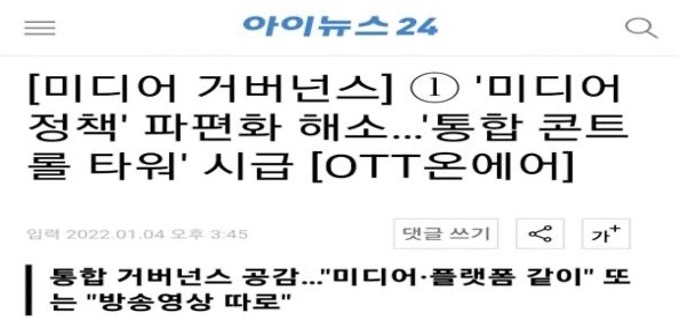 아이뉴스24
[미디어 거버넌스] ① '미디어
정책' 파편화 해소…'통합 콘트
롤 타워' 시급 [OTT온에어]
입력 2022.01.04 오후 3:45
댓글 쓰기
가+
통합 거버넌스 공감…"미디어·플랫폼 같이" 또
는 "방송영상 따로"